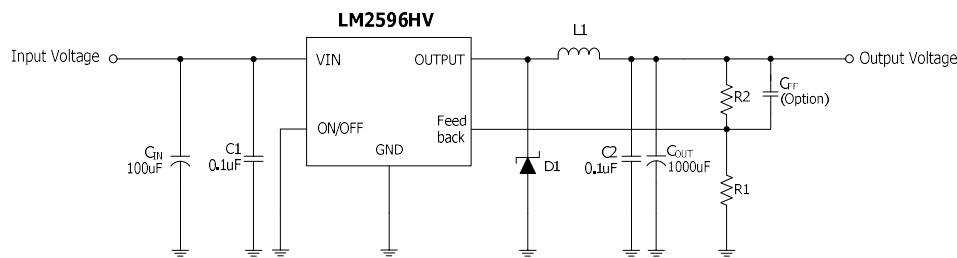 LM2596HV
L1
Input Voltage
VIN
OUTPUT
Output Voltage
R2
CFF
(Option)
ON/OFF
Feed
back
GND
CIN
100uF
C1
0.1uF
D1
C2
0.1uF
COUT
1000uF
R1